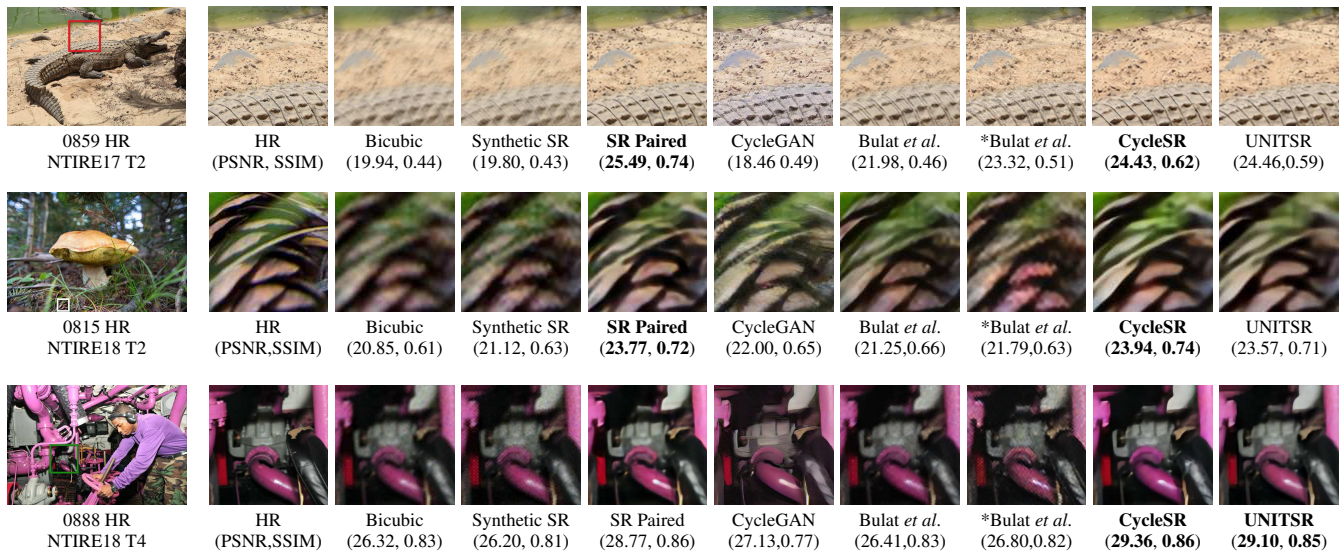 0859 HR
NTIRE17 T2
HR
(PSNR, SSIM)
Bicubic
(19.94, 0.44)
Synthetic SR
(19.80, 0.43)
SR Paired
(25.49, 0.74)
CycleGAN
(18.46 0.49)
Bulat et al.
(21.98, 0.46)
*Bulat et al.
(23.32, 0.51)
CycleSR
(24.43, 0.62)
UNITSR
(24.46,0.59)
0815 HR
NTIRE18 T2
HR
(PSNR,SSIM)
Bicubic
(20.85, 0.61)
Synthetic SR
(21.12, 0.63)
SR Paired
(23.77, 0.72)
CycleGAN
(22.00, 0.65)
Bulat et al.
(21.25,0.66)
*Bulat et al.
(21.79,0.63)
CycleSR
(23.94, 0.74)
UNITSR
(23.57, 0.71)
0888 HR
NTIRE18 T4
HR
(PSNR,SSIM)
Bicubic
(26.32, 0.83)
Synthetic SR
(26.20, 0.81)
SR Paired
(28.77, 0.86)
CycleGAN
(27.13,0.77)
Bulat et al.
(26.41,0.83)
*Bulat et al.
(26.80,0.82)
CycleSR
(29.36, 0.86)
UNITSR
(29.10, 0.85)